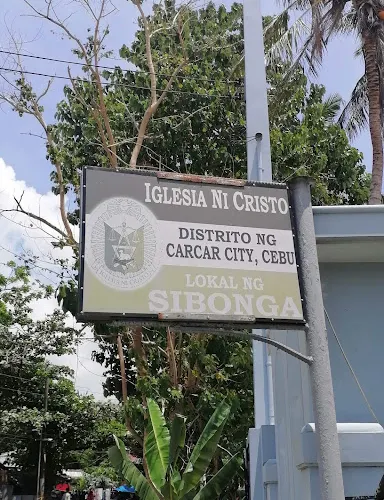 IGLESIA NI CRISTO
DISTRITO NG
CARCAR CITY, CEBU
LOKAL NG
SIBONGA